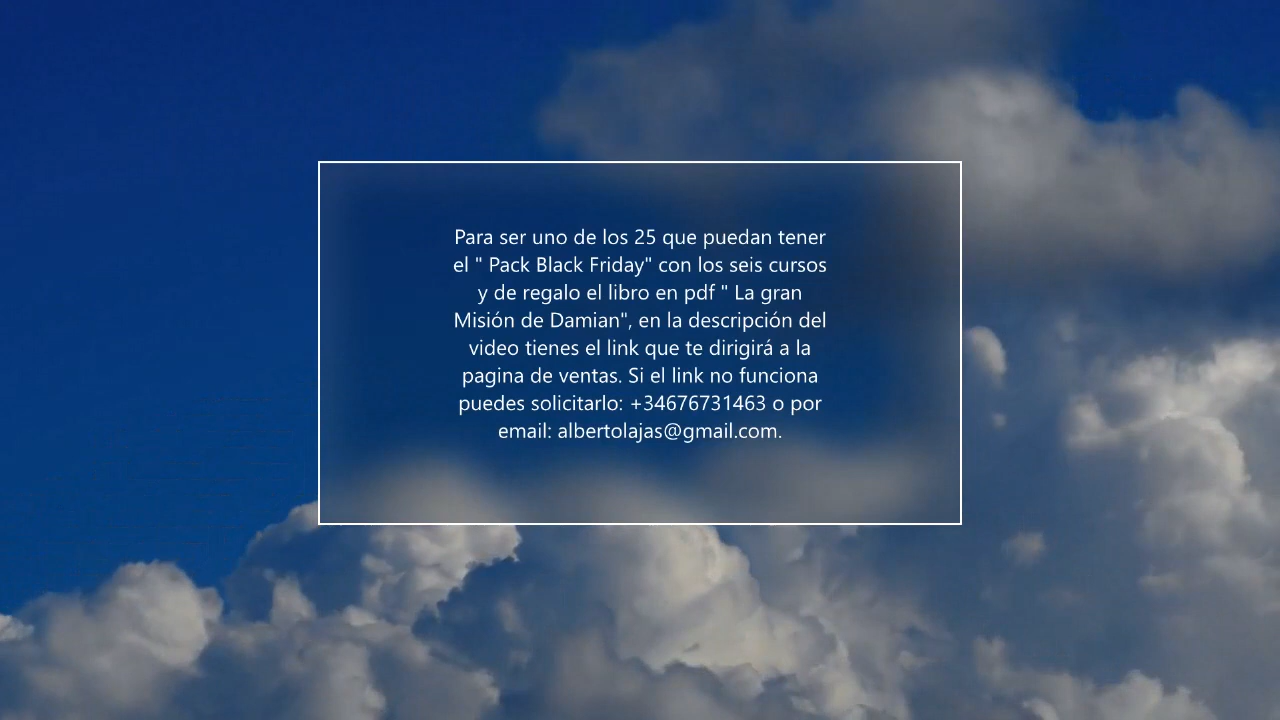 Para ser uno de los 25 que puedan tener
el " Pack Black Friday" con los seis cursos
y de regalo el libro en pdf " La gran
Misión de Damian", en la descripción del
video tienes el link que te dirigirá a la
pagina de ventas. Si el link no funciona
puedes solicitarlo: +34676731463 o por
email: albertolajas@gmail.com.